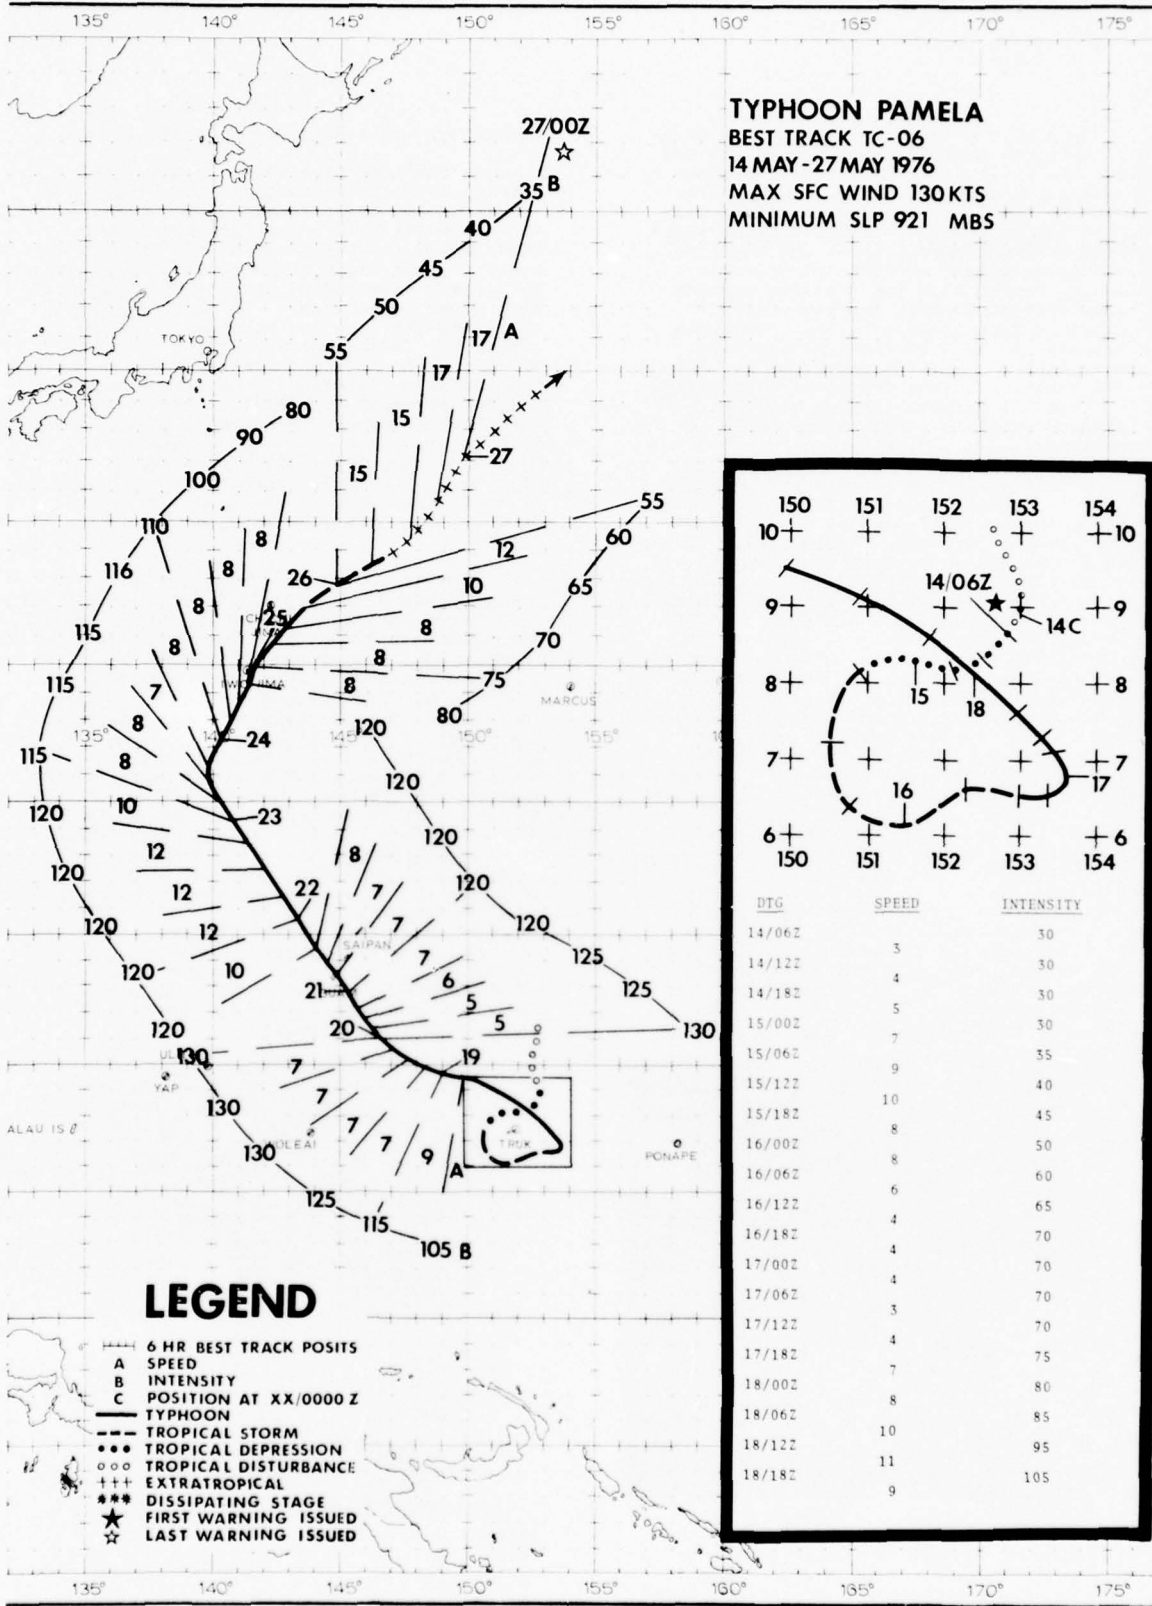 135° 140° 145° 150° 155° 160° 165° 170° 175°
TYPHOON PAMELA
BEST TRACK TC-06
14 MAY-27 MAY 1976
MAX SFC WIND 130 KTS
MINIMUM SLP 921 MBS
27/00Z
35 B
40
45
50
55
17 A
17
15
15
TOKYO
80
90
100
110
116
115
115
115
120
120
120
120
120
130
130
130
125
115
105 B
27
26
25
24
23
22
21
20
19
8
8
8
8
7
8
8
10
12
12
12
10
55
60
65
70
75
80
12
10
8
8
8
IWO JIMA
MARCUS
135° 145° 150° 155°
120
120
120
120
120
125
125
130
8
7
7
7
6
5
5
SAIPAN
7
7
7
7
9
A
YAP
WOLEAI
TRUK
PONAPE
ALAU IS
150 151 152 153 154
10 10
14/06Z
9 9
14 C
8 8
15 18
7 7
16 17
6 6
150 151 152 153 154
DTG SPEED INTENSITY
14/06Z 30
3
14/12Z 30
4
14/18Z 30
5
15/00Z 30
7
15/06Z 35
9
15/12Z 40
10
15/18Z 45
8
16/00Z 50
8
16/06Z 60
6
16/12Z 65
4
16/18Z 70
4
17/00Z 70
4
17/06Z 70
3
17/12Z 70
4
17/18Z 75
7
18/00Z 80
8
18/06Z 85
10
18/12Z 95
11
18/18Z 105
9
LEGEND
6 HR BEST TRACK POSITS
A SPEED
B INTENSITY
C POSITION AT XX/0000 Z
TYPHOON
TROPICAL STORM
TROPICAL DEPRESSION
TROPICAL DISTURBANCE
EXTRATROPICAL
DISSIPATING STAGE
FIRST WARNING ISSUED
LAST WARNING ISSUED
135° 140° 145° 150° 155° 160° 165° 170° 175°